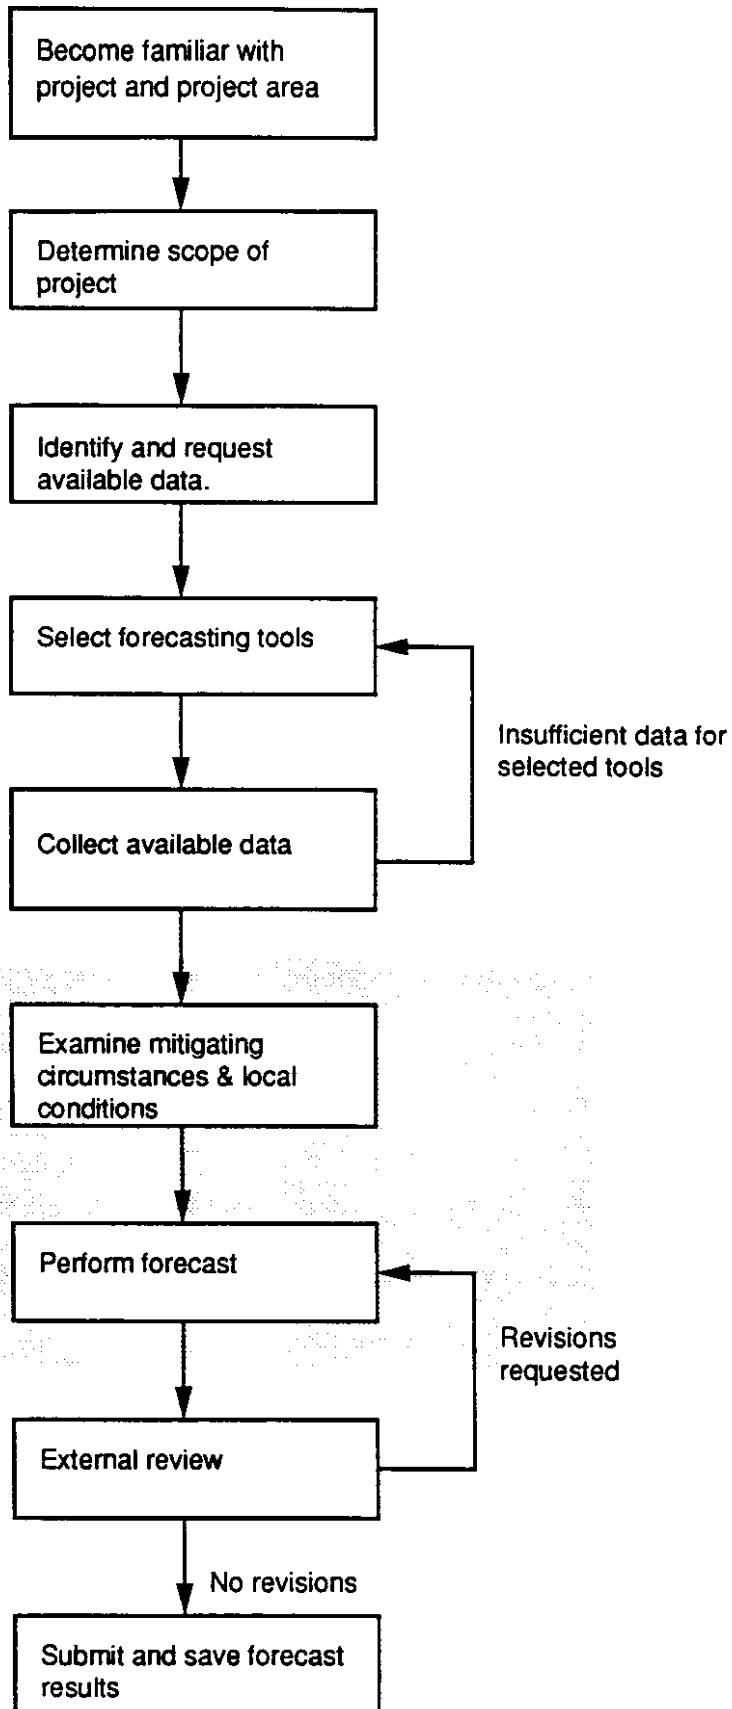 Become familiar with
project and project area
Determine scope of
project
Identify and request
available data.
Select forecasting tools
Insufficient data for
selected tools
Collect available data
Examine mitigating
circumstances & local
conditions
Perform forecast
Revisions
requested
External review
No revisions
Submit and save forecast
results